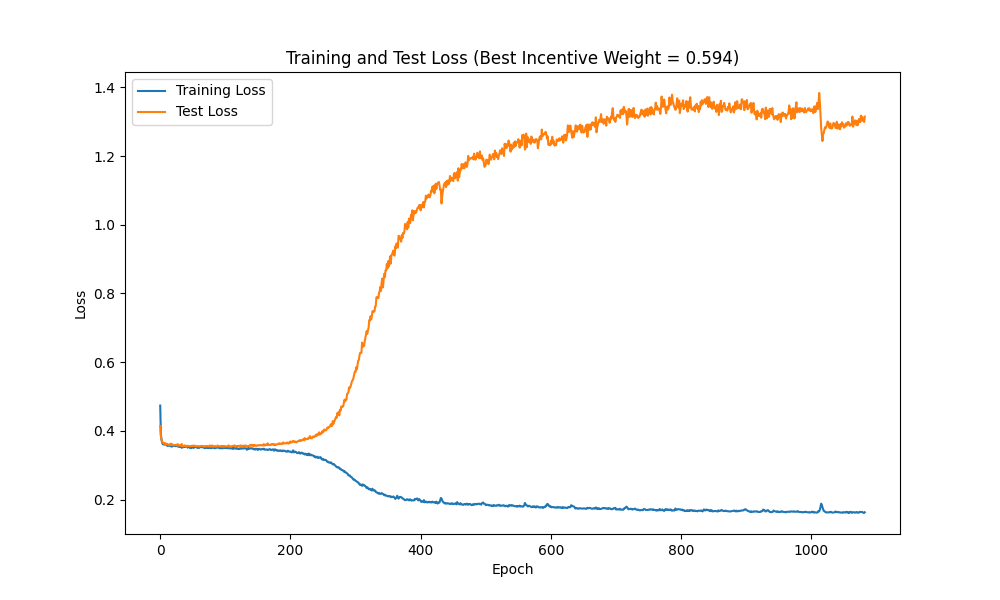 Training and Test Loss (Best Incentive Weight = 0.594)
Training Loss
Test Loss
1.4
1.2
1.0
0.8
0.6
0.4
0.2
Loss
0 200 400 600 800 1000
Epoch